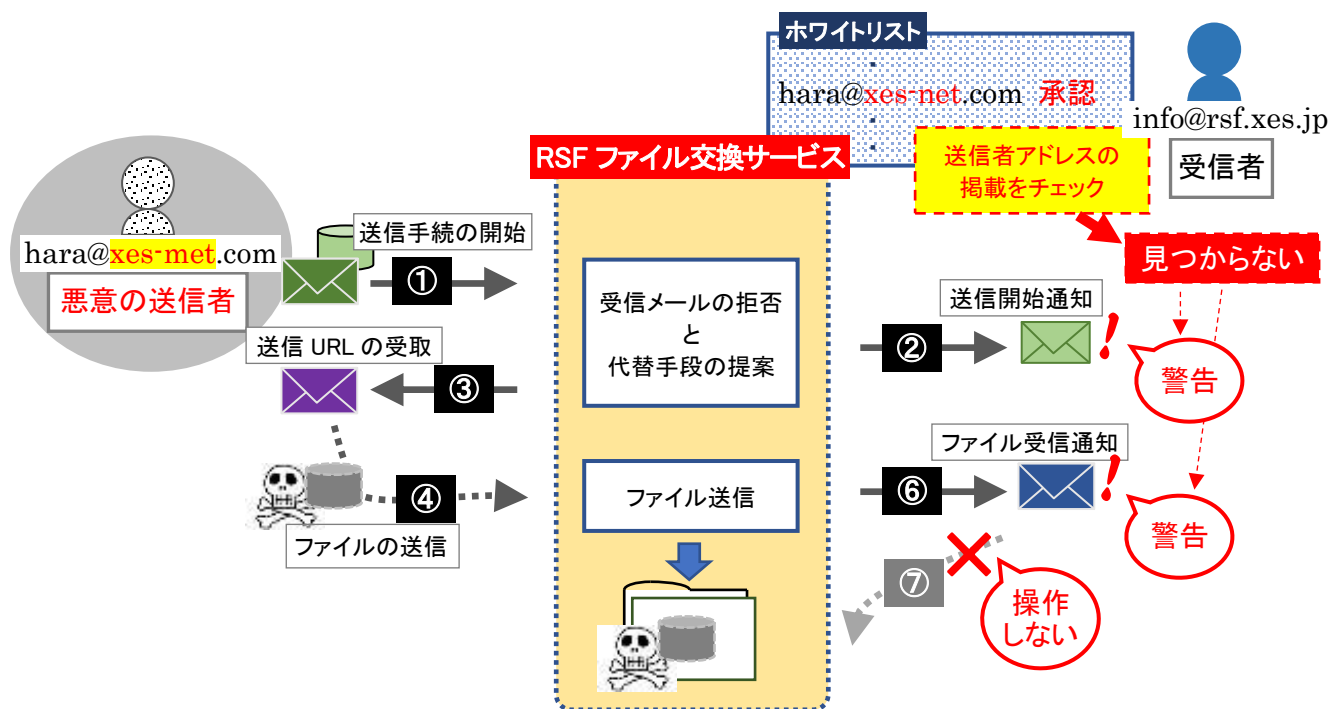 ホワイトリスト
hara@xes-net.com 承認
info@rsf.xes.jp
受信者
RSF ファイル交換サービス
送信者アドレスの
掲載をチェック
見つからない
hara@xes-met.com
悪意の送信者
送信手続の開始
①
受信メールの拒否
と
代替手段の提案
送信開始通知
②
!
警告
送信 URL の受取
③
④
ファイルの送信
ファイル送信
ファイル受信通知
⑥
!
警告
⑦
操作
しない